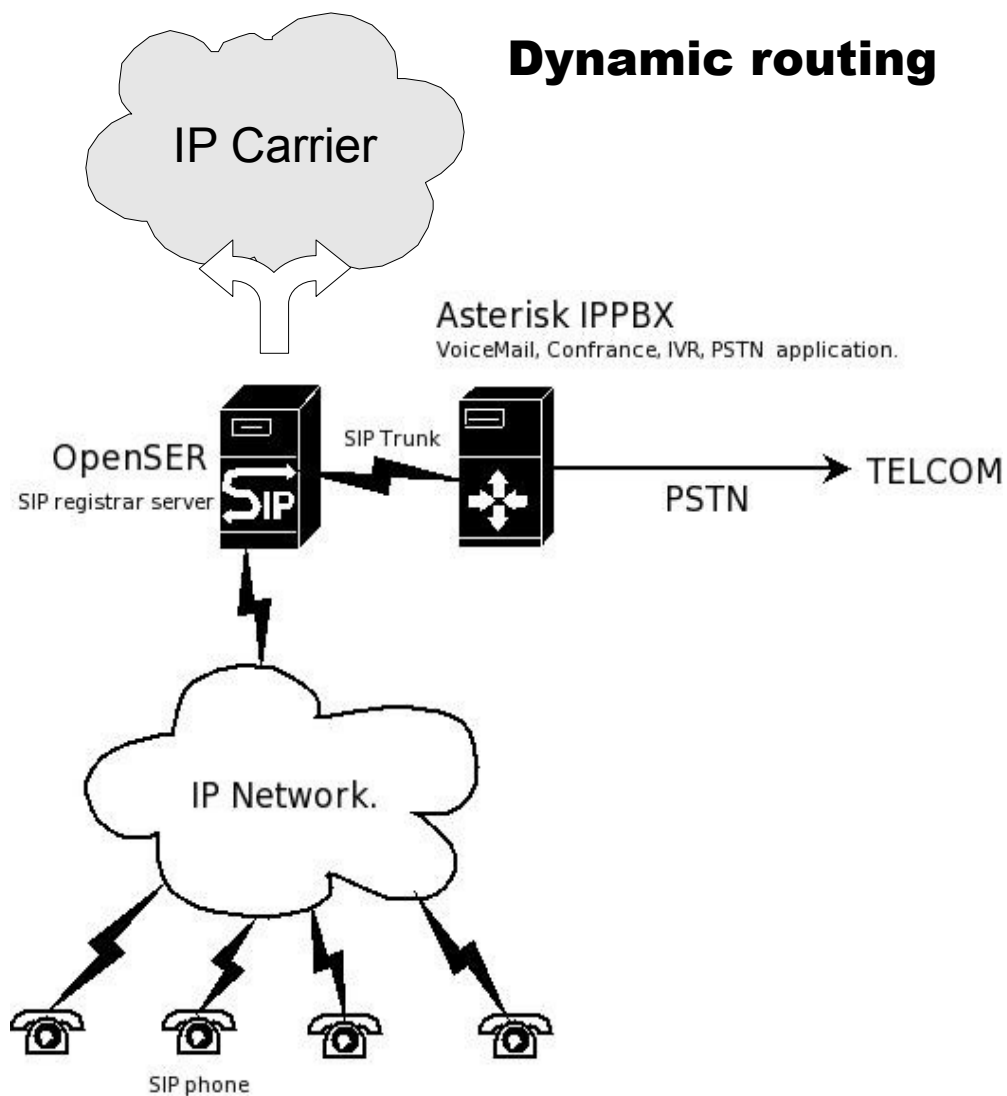 Dynamic routing
IP Carrier
Asterisk IPPBX
VoiceMail, Confrance, IVR, PSTN application.
OpenSER
SIP registrar server
SIP
SIP Trunk
PSTN
TELCOM
IP Network.
SIP phone